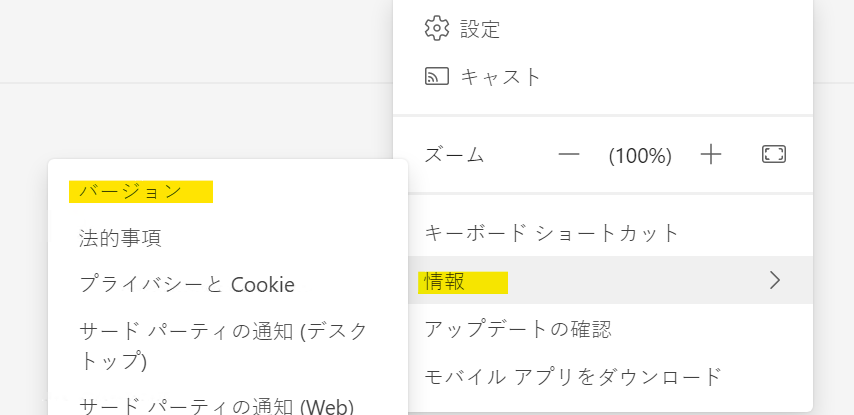 設定
キャスト
ズーム
(100%)
キーボード ショートカット
情報
アップデートの確認
モバイル アプリをダウンロード
バージョン
法的事項
プライバシーと Cookie
サード パーティの通知 (デスク
トップ)
サード パーティの通知 (Web)